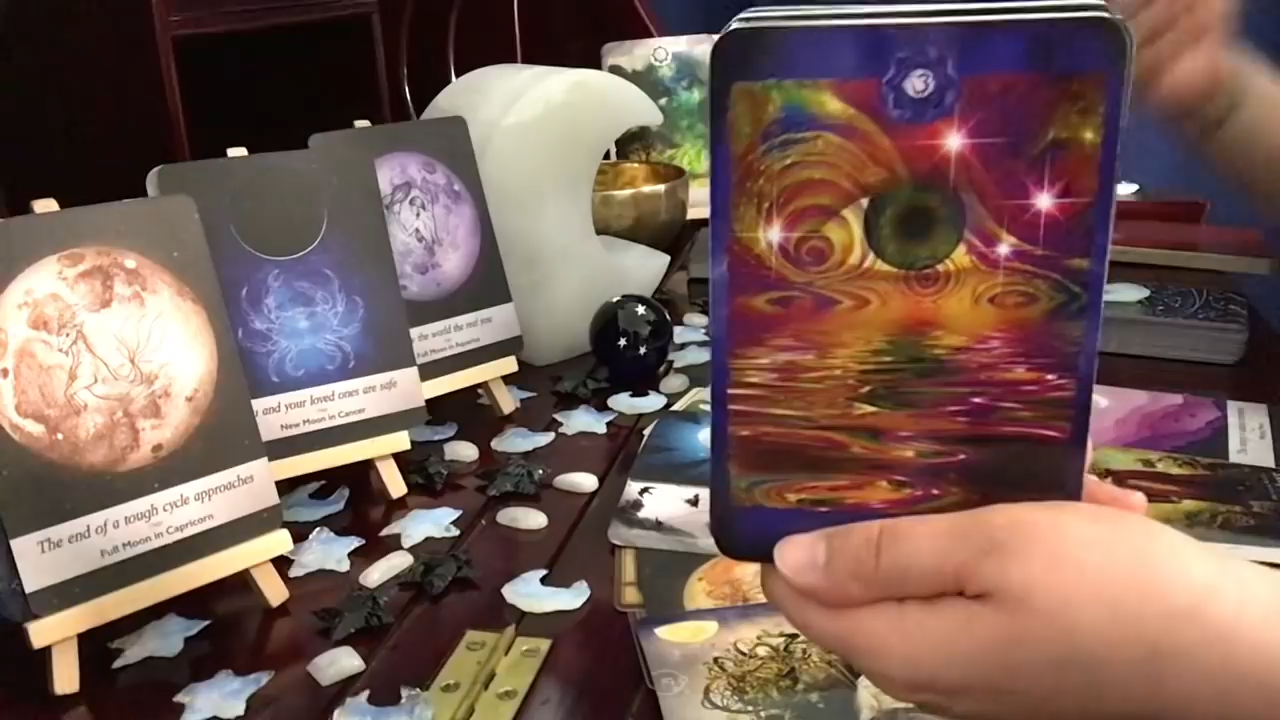 The end of a tough cycle approaches
Full Moon in Capricorn
and your loved ones are safe
New Moon in Cancer
the world the real you
Full Moon in Aquarius